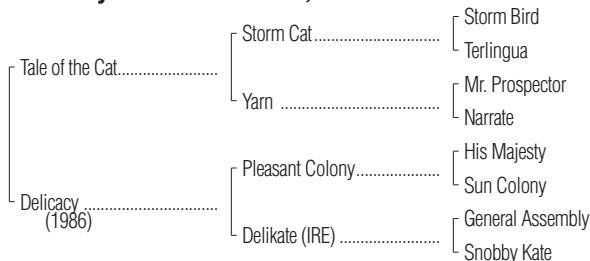 Storm Bird
Storm Cat
Terlingua
Tale of the Cat
Mr. Prospector
Yarn
Narrate
His Majesty
Pleasant Colony
Sun Colony
Delicacy
(1986)
General Assembly
Delikate (IRE)
Snobby Kate